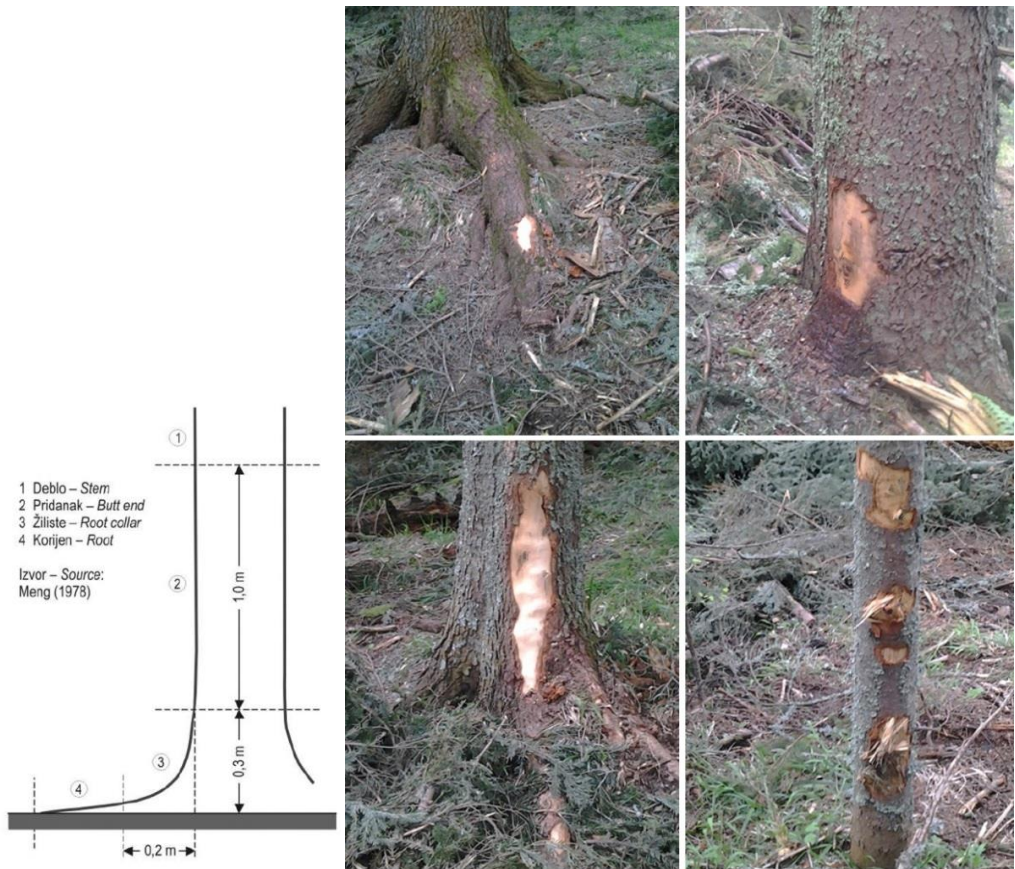 ①
1 Deblo – Stem
2 Pridanak – Butt end
3 Žiliste – Root collar
4 Korijen – Root
Izvor – Source:
Meng (1978)
②
1,0 m
③
0,3 m
④
0,2 m